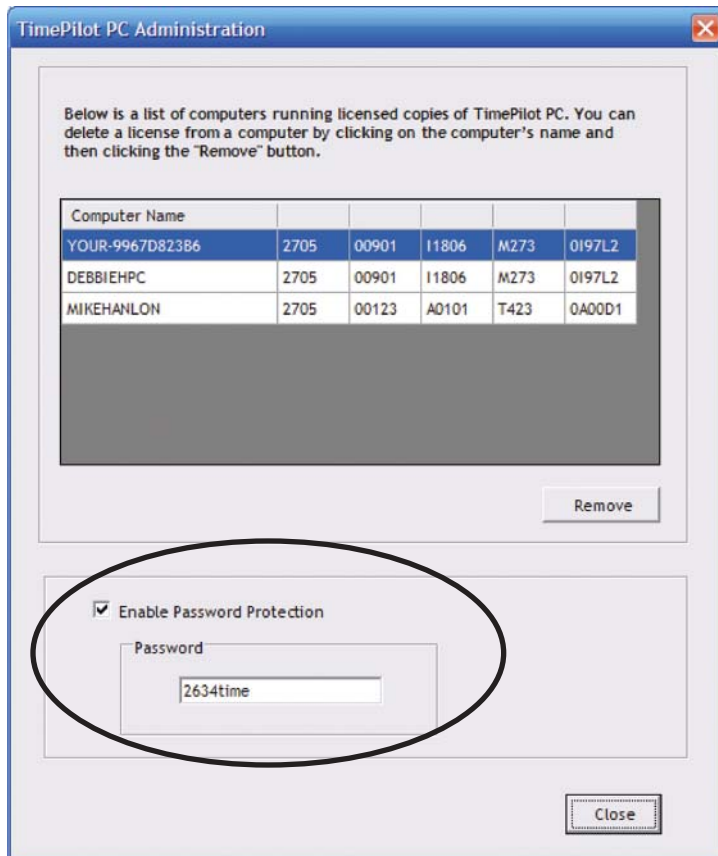 TimePilot PC Administration
Below is a list of computers running licensed copies of TimePilot PC. You can
delete a license from a computer by clicking on the computer's name and
then clicking the "Remove" button.
Computer Name
YOUR-9967D823B6 2705 00901 I1806 M273 0I97L2
DEBBIEHPC 2705 00901 I1806 M273 0I97L2
MIKEHANLON 2705 00123 A0101 T423 0A00D1
Remove
Enable Password Protection
Password
2634time
Close